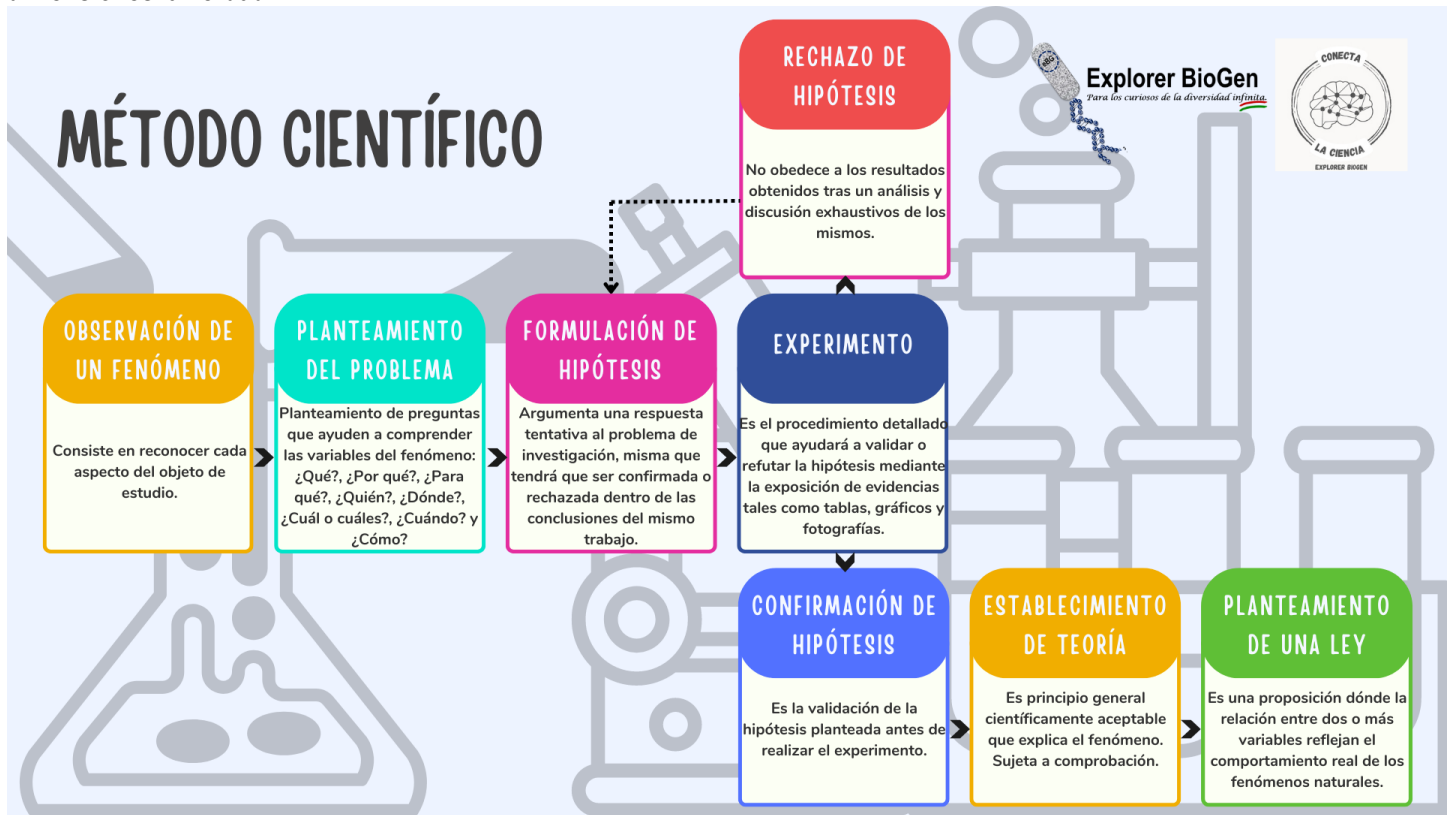 MÉTODO CIENTÍFICO
RECHAZO DE
HIPÓTESIS
No obedece a los resultados
obtenidos tras un análisis y
discusión exhaustivos de los
mismos.
eBG
Explorer BioGen
Para los curiosos de la diversidad infinita.
CONECTA
LA CIENCIA
EXPLORER BIOGEN
OBSERVACIÓN DE
UN FENÓMENO
Consiste en reconocer cada
aspecto del objeto de
estudio.
PLANTEAMIENTO
DEL PROBLEMA
Planteamiento de preguntas
que ayuden a comprender
las variables del fenómeno:
¿Qué?, ¿Por qué?, ¿Para
qué?, ¿Quién?, ¿Dónde?,
¿Cuál o cuáles?, ¿Cuándo? y
¿Cómo?
FORMULACIÓN DE
HIPÓTESIS
Argumenta una respuesta
tentativa al problema de
investigación, misma que
tendrá que ser confirmada o
rechazada dentro de las
conclusiones del mismo
trabajo.
EXPERIMENTO
Es el procedimiento detallado
que ayudará a validar o
refutar la hipótesis mediante
la exposición de evidencias
tales como tablas, gráficos y
fotografías.
CONFIRMACIÓN DE
HIPÓTESIS
Es la validación de la
hipótesis planteada antes de
realizar el experimento.
ESTABLECIMIENTO
DE TEORÍA
Es principio general
científicamente aceptable
que explica el fenómeno.
Sujeta a comprobación.
PLANTEAMIENTO
DE UNA LEY
Es una proposición dónde la
relación entre dos o más
variables reflejan el
comportamiento real de los
fenómenos naturales.